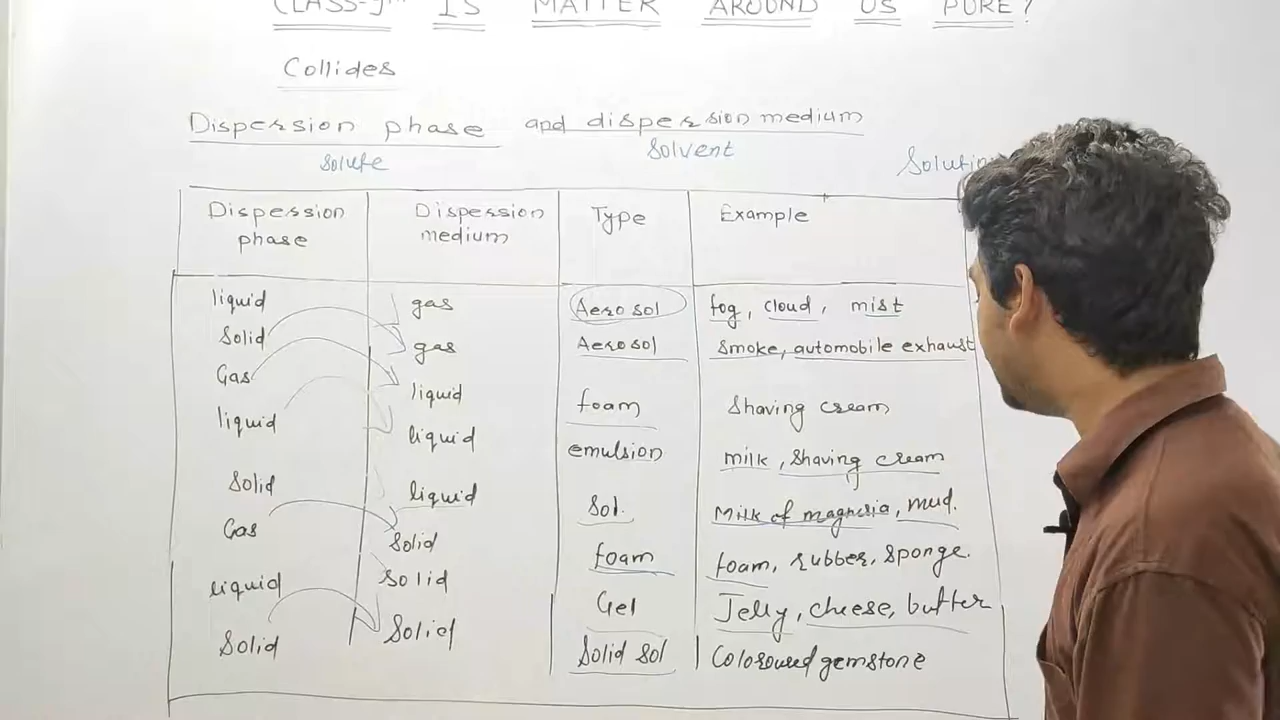 CLASS-9th IS MATTER AROUND US PURE?
Collides
Dispersion phase and dispersion medium
solute solvent
Dispession phase Dispession medium Type Example
liquid gas Aerosol fog, cloud, mist
Solid gas Aerosol smoke, automobile exhaust
Gas liquid foam Shaving cream
liquid liquid emulsion milk, shaving cream
Solid liquid Sol. Milk of magnesia, mud.
Gas Solid foam foam, rubber, sponge.
liquid solid Gel Jelly, cheese, butter
Solid Solid Solid sol Coloroured gemstone